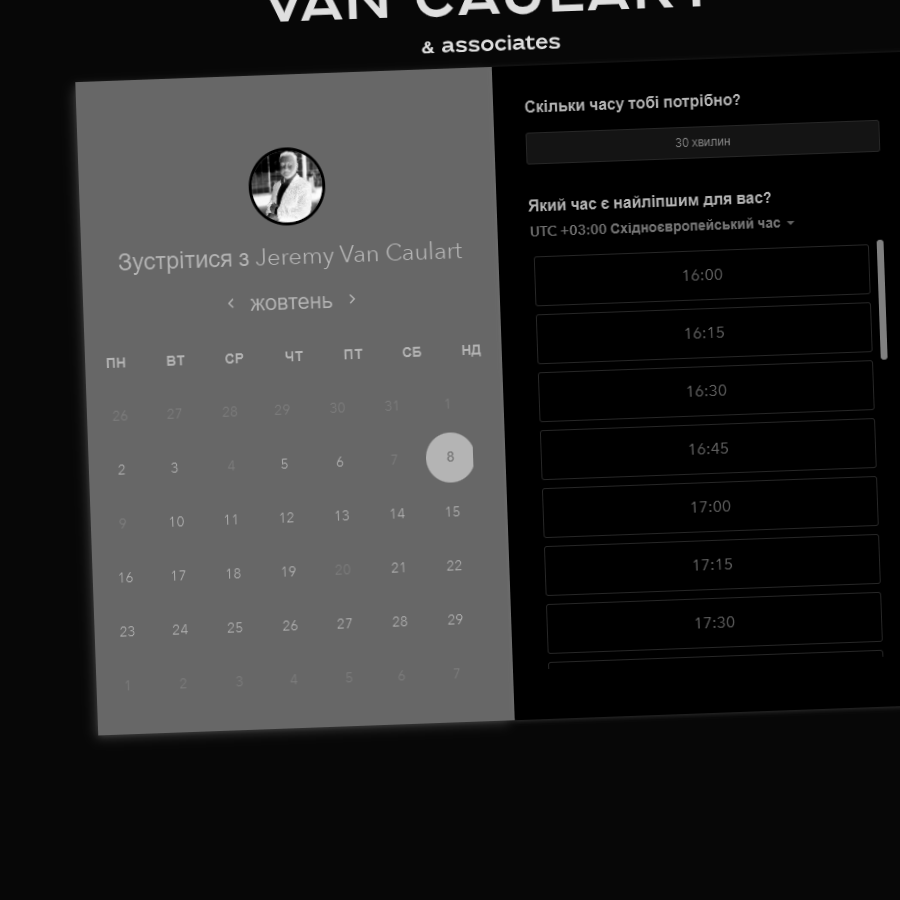 VAN CAULART
& associates
Зустрітися з Jeremy Van Caulart
жовтень
ПН ВТ СР ЧТ ПТ СБ НД
26 27 28 29 30 31 1
2 3 4 5 6 7 8
9 10 11 12 13 14 15
16 17 18 19 20 21 22
23 24 25 26 27 28 29
1 2 3 4 5 6 7
Скільки часу тобі потрібно?
30 хвилин
Який час є найліпшим для вас?
UTC +03:00 Східноєвропейський час
16:00
16:15
16:30
16:45
17:00
17:15
17:30